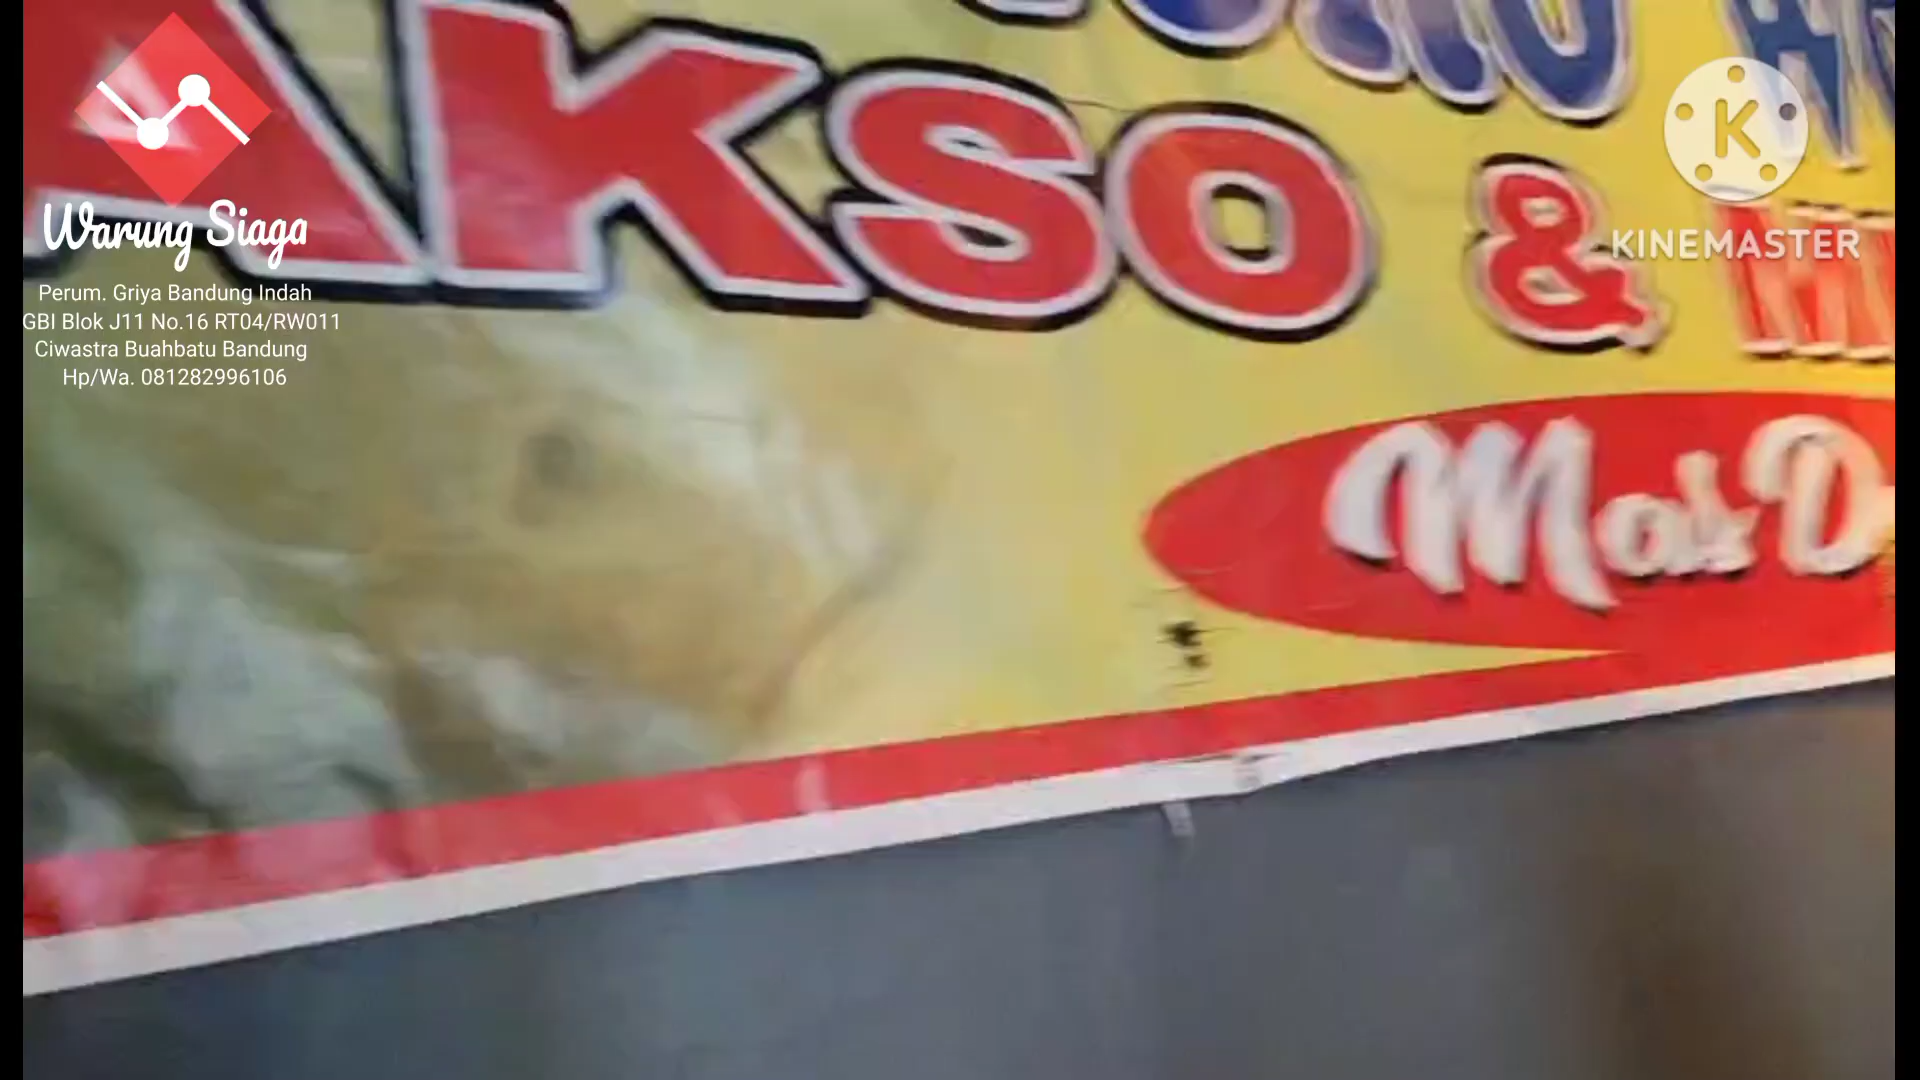 AKSO &
Mas D
Warung Siaga
Perum. Griya Bandung Indah
GBI Blok J11 No.16 RT04/RW011
Ciwastra Buahbatu Bandung
Hp/Wa. 081282996106
K
KINEMASTER